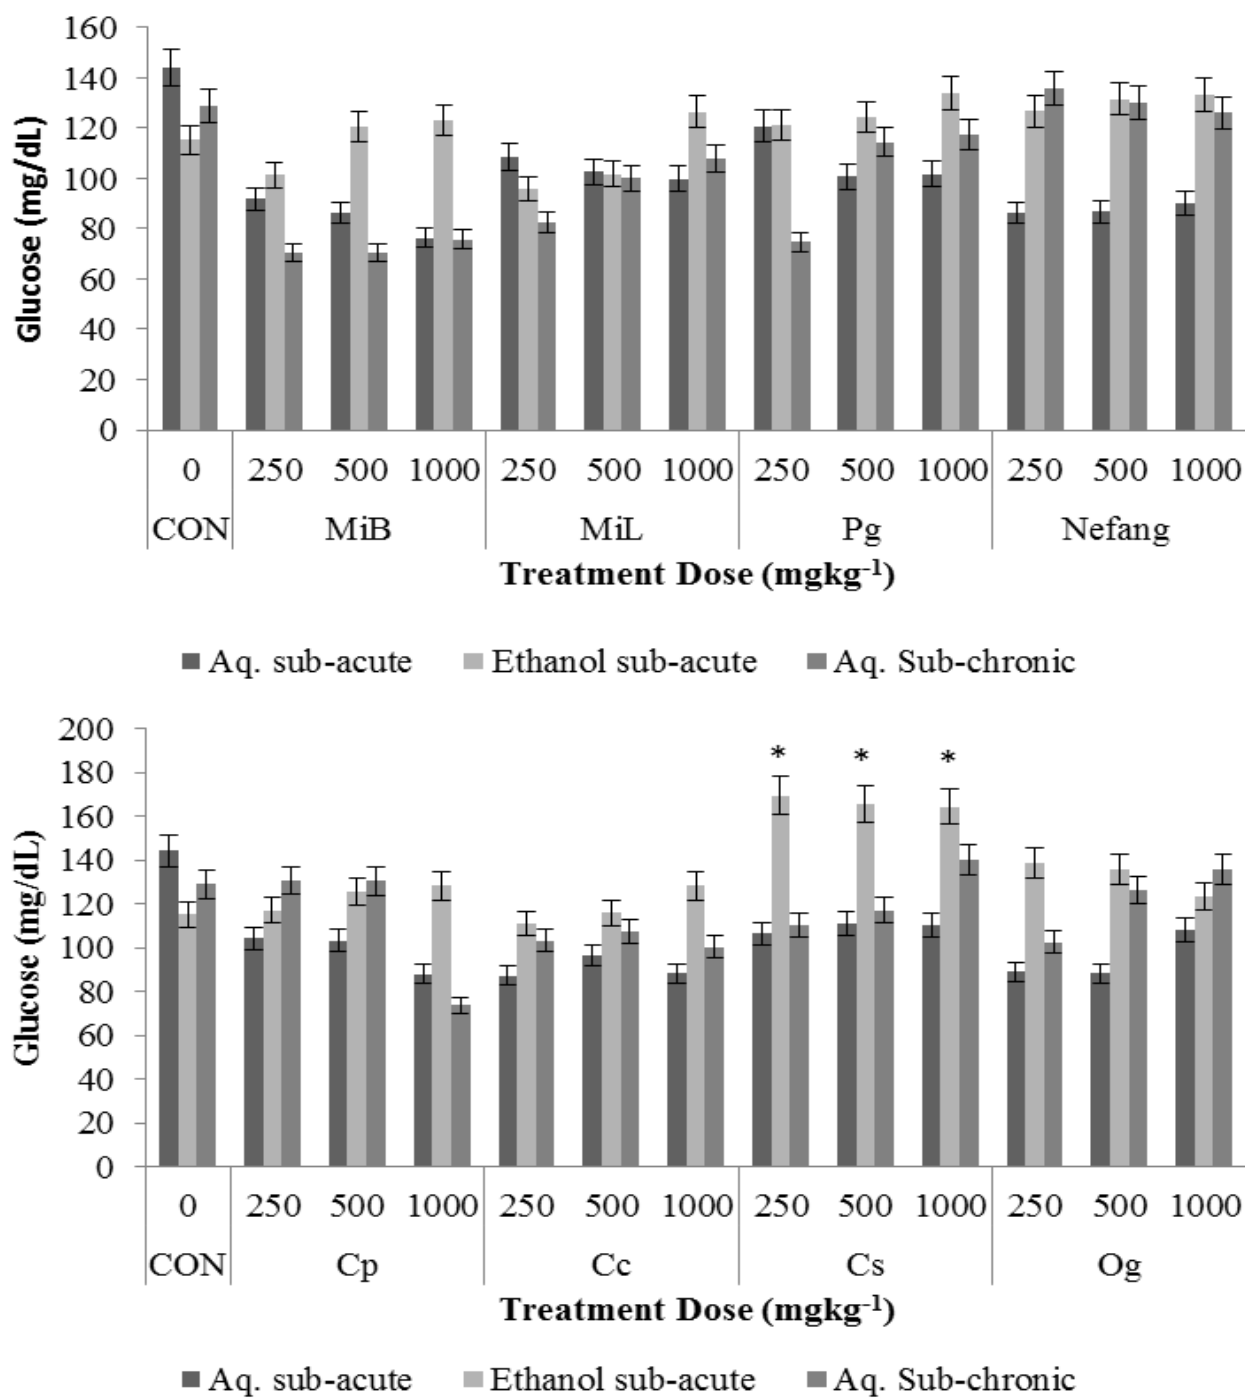 160
140
120
100
80
60
40
20
0
Glucose (mg/dL)
0 250 500 1000 250 500 1000 250 500 1000 250 500 1000
CON MiB MiL Pg Nefang
Treatment Dose (mgkg-1)
Aq. sub-acute Ethanol sub-acute Aq. Sub-chronic
200
180
160
140
120
100
80
60
40
20
0
Glucose (mg/dL)
* * *
0 250 500 1000 250 500 1000 250 500 1000 250 500 1000
CON Cp Cc Cs Og
Treatment Dose (mgkg-1)
Aq. sub-acute Ethanol sub-acute Aq. Sub-chronic